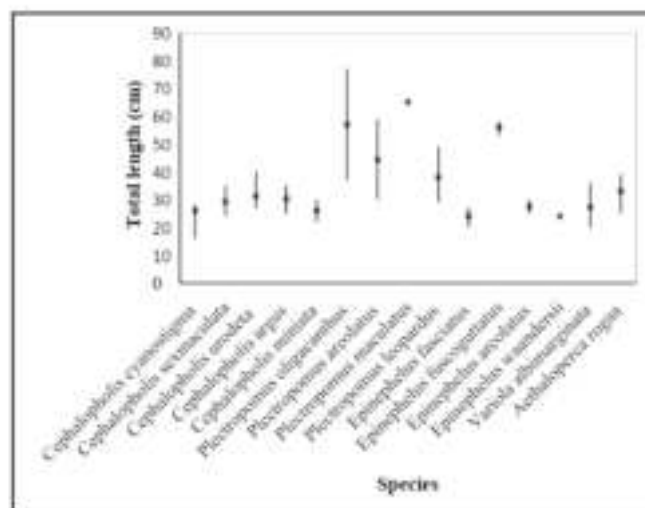 Total length (cm)
90
80
70
60
50
40
30
20
10
0
Cephalopholis cyanostigma
Cephalopholis sexmaculata
Cephalopholis urodeta
Cephalopholis argus
Cephalopholis miniata
Plectropomus oligacanthus
Plectropomus areolatus
Plectropomus maculatus
Plectropomus leopardus
Epinephelus fasciatus
Epinephelus fuscoguttatus
Epinephelus areolatus
Epinephelus
Variola albimarginata
Aethaloperca rogaa
Species